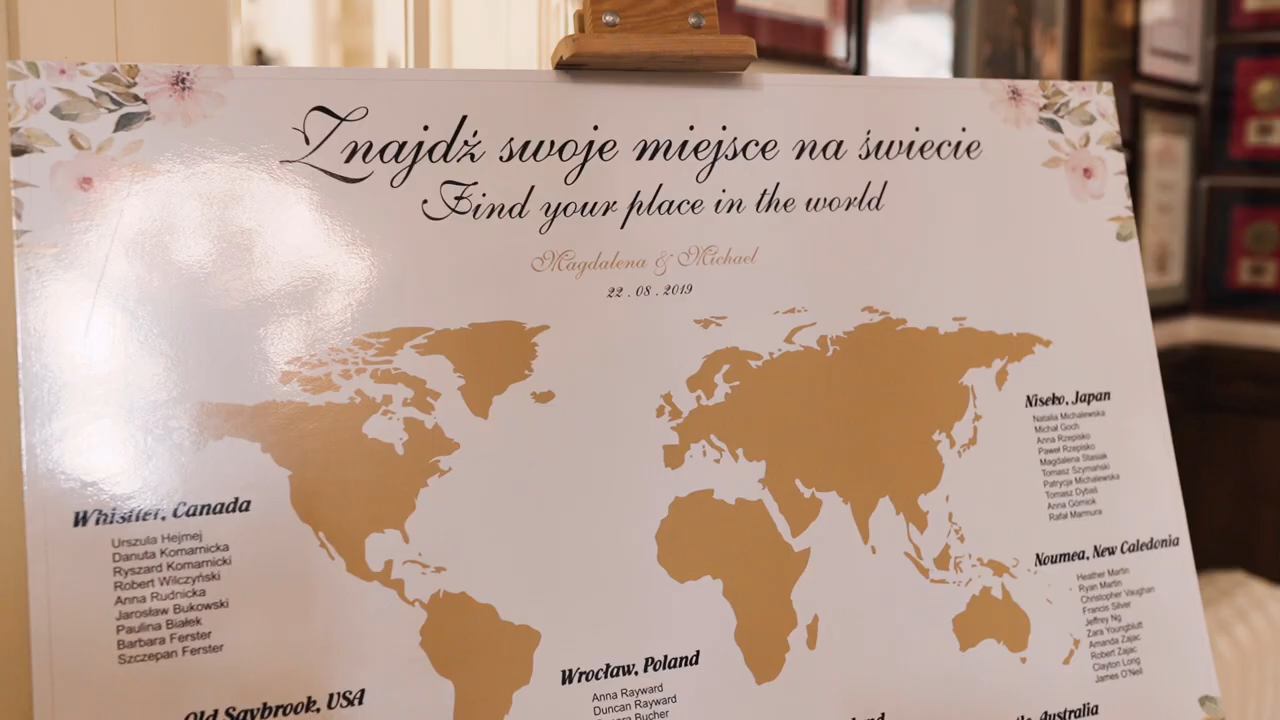 Znajdź swoje miejsce na świecie
Find your place in the world
Magdalena & Michael
22.08.2019
Niseko, Japan
Natalia Michalewska
Michał Goch
Anna Rzepisko
Paweł Rzepisko
Magdalena Stasiak
Tomasz Szymański
Patrycja Michalewska
Tomasz Dybaś
Anna Górniok
Rafał Marmura
Whistler, Canada
Urszula Hejmej
Danuta Komarnicka
Ryszard Komarnicki
Robert Wilczyński
Anna Rudnicka
Jarosław Bukowski
Paulina Białek
Barbara Ferster
Szczepan Ferster
Noumea, New Caledonia
Heather Martin
Ryan Martin
Christopher Vaughan
Francis Silver
Jeffrey Ng
Zara Youngblutt
Amanda Zajac
Robert Zajac
Clayton Long
James O'Neil
Old Saybrook, USA
Wrocław, Poland
Anna Rayward
Duncan Rayward
Bucher
Australia